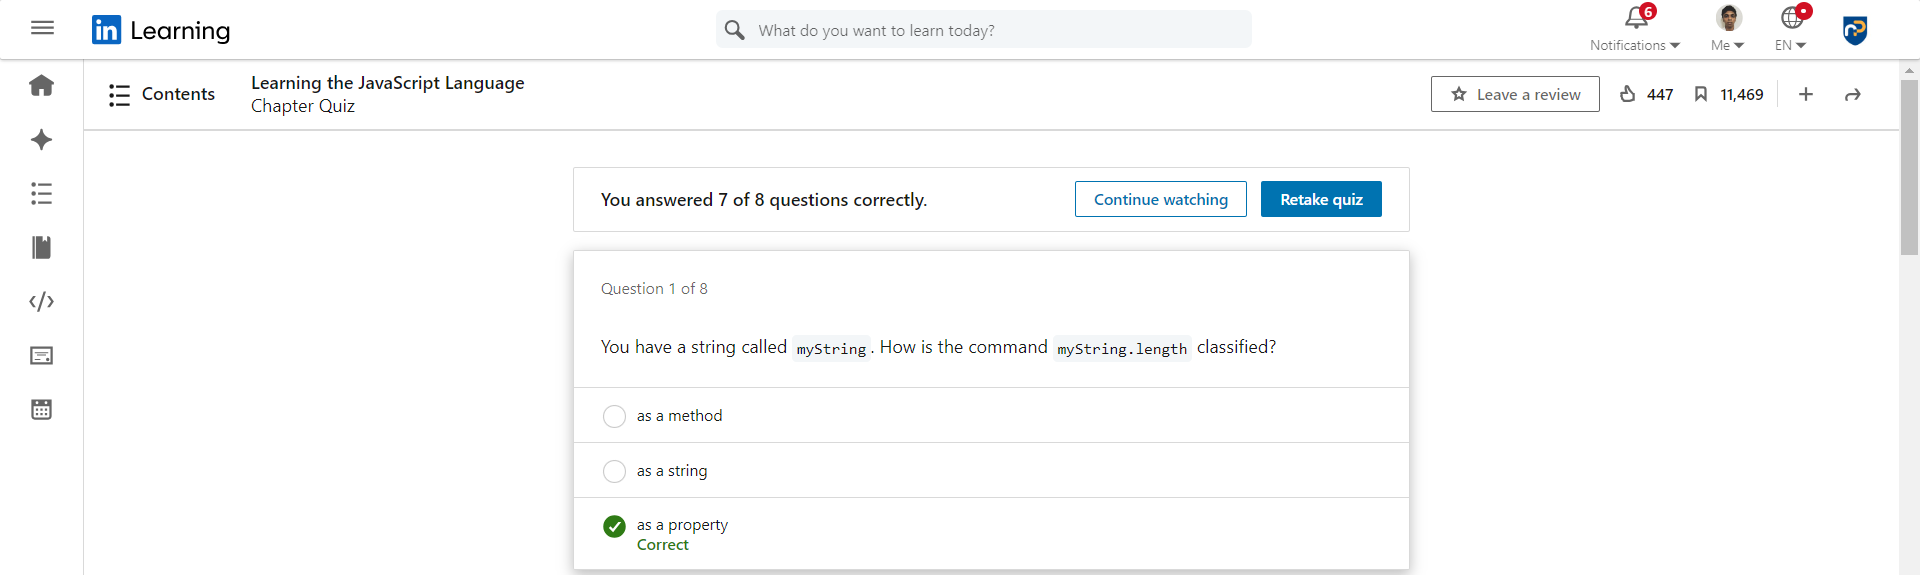 in Learning
What do you want to learn today?
6
Notifications
Me
EN
Contents
Learning the JavaScript Language
Chapter Quiz
Leave a review
447
11,469
You answered 7 of 8 questions correctly.
Continue watching
Retake quiz
Question 1 of 8
You have a string called myString. How is the command myString.length classified?
as a method
as a string
as a property
Correct